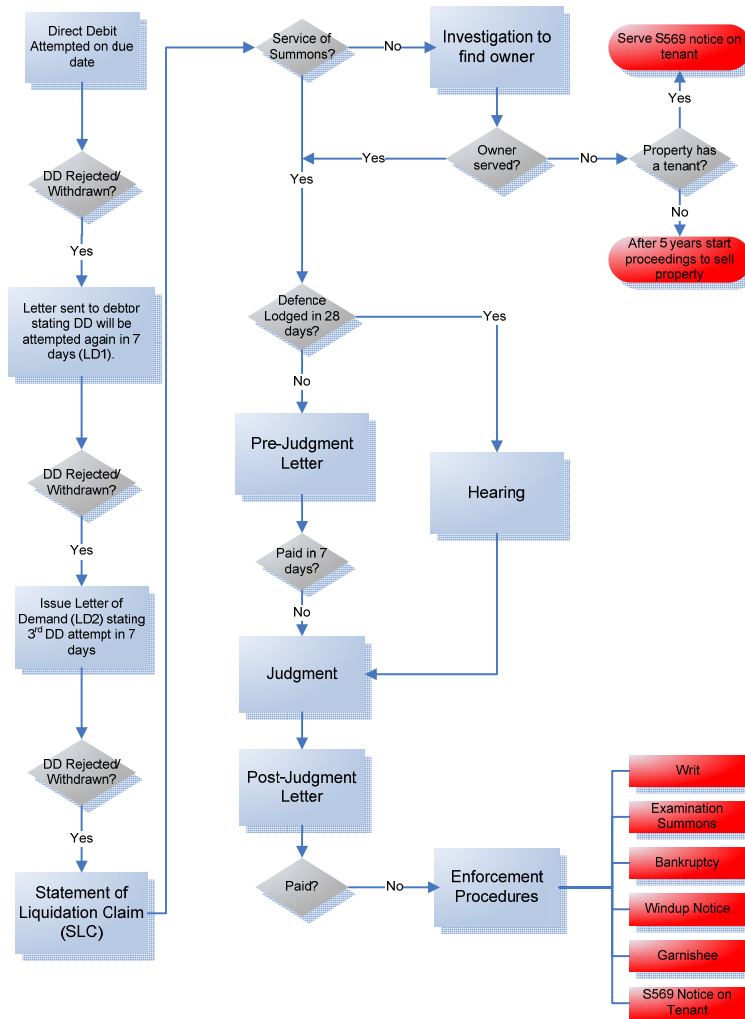 Direct Debit
Attempted on due
date
DD Rejected/
Withdrawn?
Yes
Letter sent to debtor
stating DD will be
attempted again in 7
days (LD1).
DD Rejected/
Withdrawn?
Yes
Issue Letter of
Demand (LD2) stating
3rd DD attempt in 7
days
DD Rejected/
Withdrawn?
Yes
Statement of
Liquidation Claim
(SLC)
Service of
Summons?
No
Investigation to
find owner
Owner
served?
Yes
Yes
No
Property has
a tenant?
Yes
Serve S569 notice on
tenant
No
After 5 years start
proceedings to sell
property
Defence
Lodged in 28
days?
Yes
Hearing
No
Pre-Judgment
Letter
Paid in 7
days?
No
Judgment
Post-Judgment
Letter
Paid?
No
Enforcement
Procedures
Writ
Examination
Summons
Bankruptcy
Windup Notice
Garnishee
S569 Notice on
Tenant